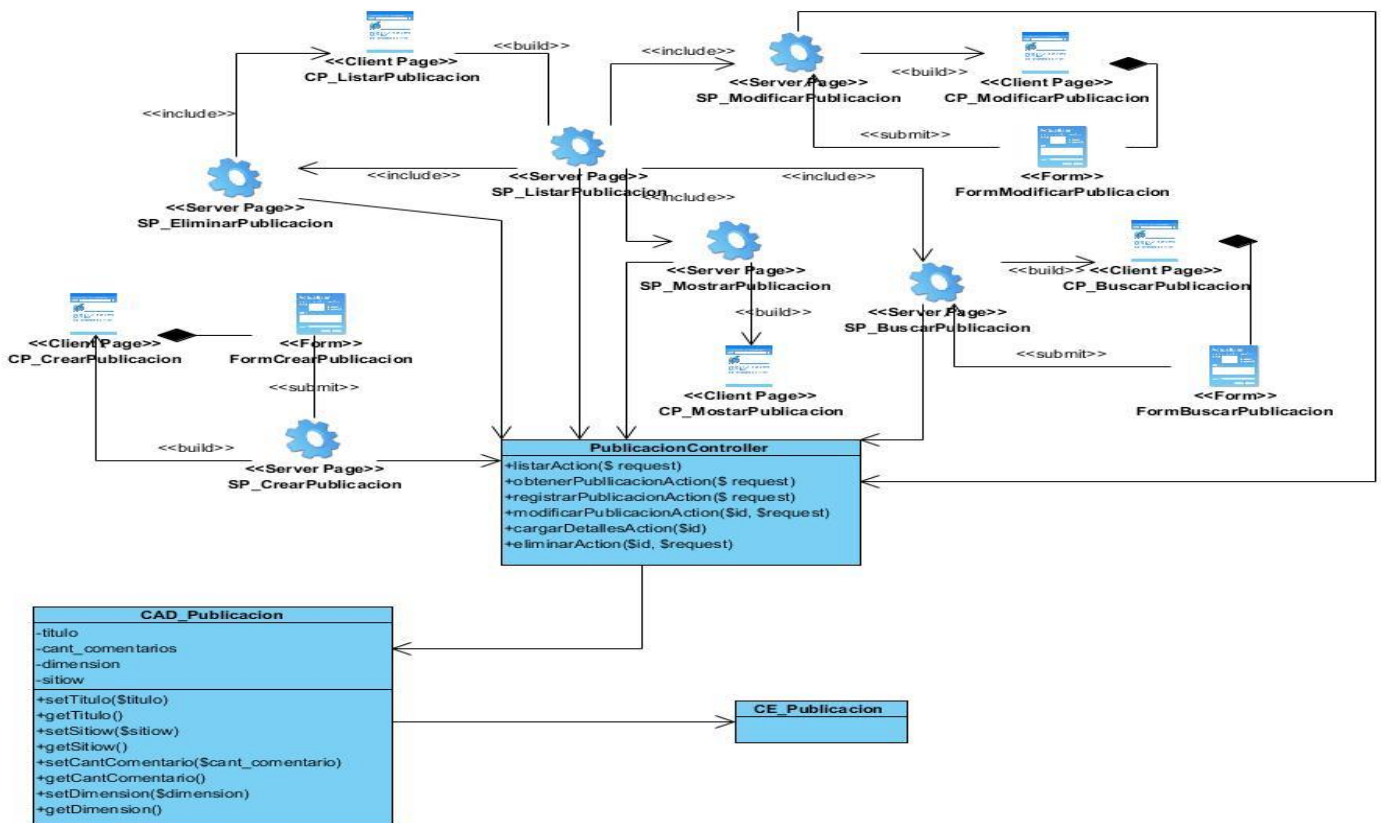 <<Client Page>>
CP_ListarPublicacion
<<build>>
<<include>>
<<Server Page>>
SP_ModificarPublicacion
<<build>>
<<Client Page>>
CP_ModificarPublicacion
<<include>>
<<submit>>
<<Server Page>>
SP_ListarPublicacion
<<include>>
<<include>>
<<include>>
<<Form>>
FormModificarPublicacion
<<Server Page>>
SP_EliminarPublicacion
<<Server Page>>
SP_MostrarPublicacion
<<build>>
<<Client Page>>
CP_BuscarPublicacion
<<build>>
<<Server Page>>
SP_BuscarPublicacion
<<Client Page>>
CP_CrearPublicacion
<<Form>>
FormCrearPublicacion
<<submit>>
<<submit>>
<<Client Page>>
CP_MostarPublicacion
<<Form>>
FormBuscarPublicacion
<<build>>
<<Server Page>>
SP_CrearPublicacion
PublicacionController
+listarAction($ request)
+obtenerPubllicacionAction($ request)
+registrarPublicacionAction($ request)
+modificarPublicacionAction($id, $request)
+cargarDetallesAction($id)
+eliminarAction($id, $request)
CAD_Publicacion
-titulo
-cant_comentarios
-dimension
-sitiow
+setTitulo($titulo)
+getTitulo()
+setSitiow($sitiow)
+getSitiow()
+setCantComentario($cant_comentario)
+getCantComentario()
+setDimension($dimension)
+getDimension()
CE_Publicacion